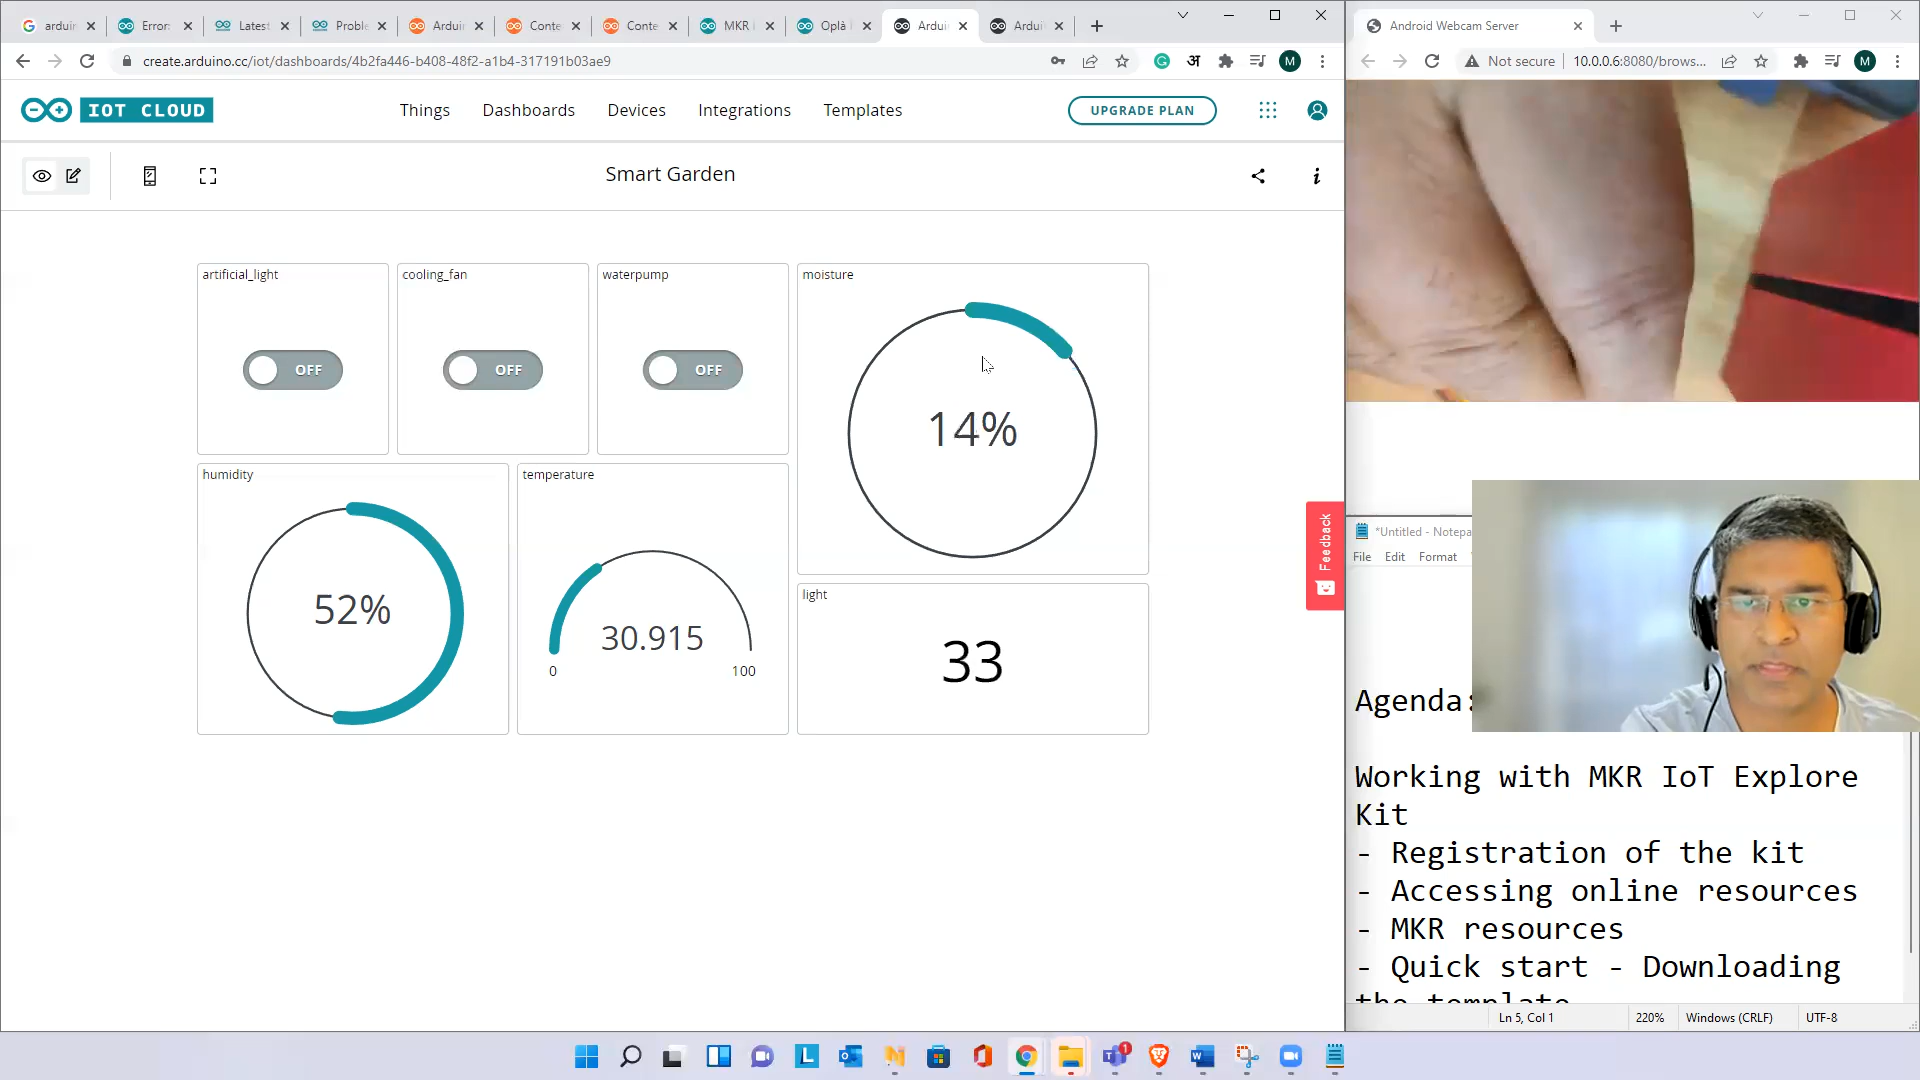 arduin
Error:
Latest
Proble
Arduin
Conte
Conte
MKR
Oplà
Ardui
Ardui
Android Webcam Server
create.arduino.cc/iot/dashboards/4b2fa446-b408-48f2-a1b4-317191b03ae9
M
Not secure
10.0.0.6:8080/brows...
M
IOT CLOUD
Things
Dashboards
Devices
Integrations
Templates
UPGRADE PLAN
Smart Garden
artificial_light
cooling_fan
waterpump
moisture
OFF
OFF
OFF
14%
humidity
temperature
52%
30.915
0
100
light
33
Feedback
*Untitled - Notepa
File Edit Format
Agenda:
Working with MKR IoT Explore
Kit
- Registration of the kit
- Accessing online resources
- MKR resources
- Quick start - Downloading
the template
Ln 5, Col 1
220%
Windows (CRLF)
UTF-8